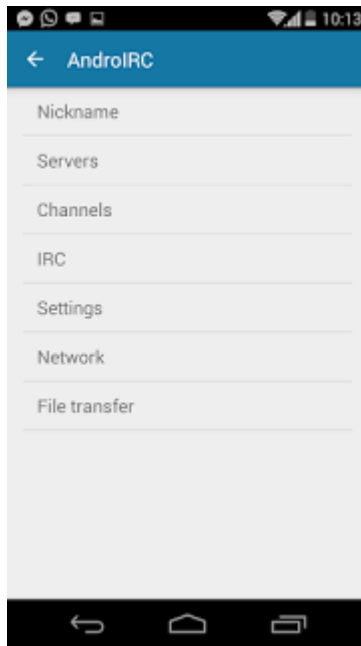 10:13
AndroIRC
Nickname
Servers
Channels
IRC
Settings
Network
File transfer